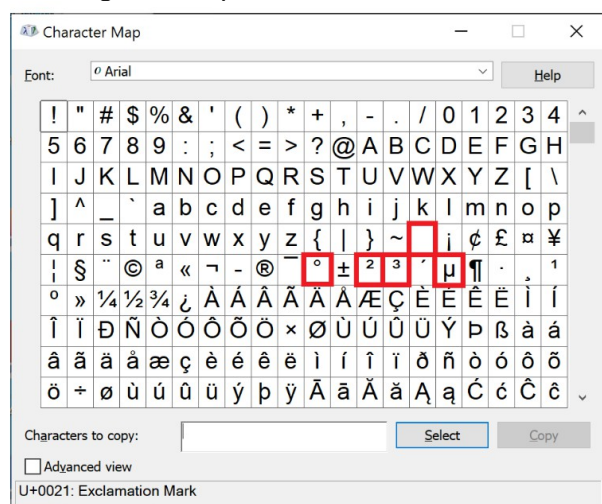 Character Map
Font: O Arial Help
! " # $ % & ' ( ) * + , - . / 0 1 2 3 4
5 6 7 8 9 : ; < = > ? @ A B C D E F G H
I J K L M N O P Q R S T U V W X Y Z [ \
] ^ _ ` a b c d e f g h i j k l m n o p
q r s t u v w x y z { | } ~ ¡ ¢ £ ¤ ¥
¦ § ¨ © ª « ¬ - ® ¯ ° ± ² ³ ´ µ ¶ · ¸ ¹
º » ¼ ½ ¾ ¿ À Á Â Ã Ä Å Æ Ç È É Ê Ë Ì Í
Î Ï Ð Ñ Ò Ó Ô Õ Ö × Ø Ù Ú Û Ü Ý Þ ß à á
â ã ä å æ ç è é ê ë ì í î ï ð ñ ò ó ô õ
ö ÷ ø ù ú û ü ý þ ÿ Ā ā Ă ă Ą ą Ć ć Ĉ ĉ
Characters to copy: Select Copy
Advanced view
U+0021: Exclamation Mark